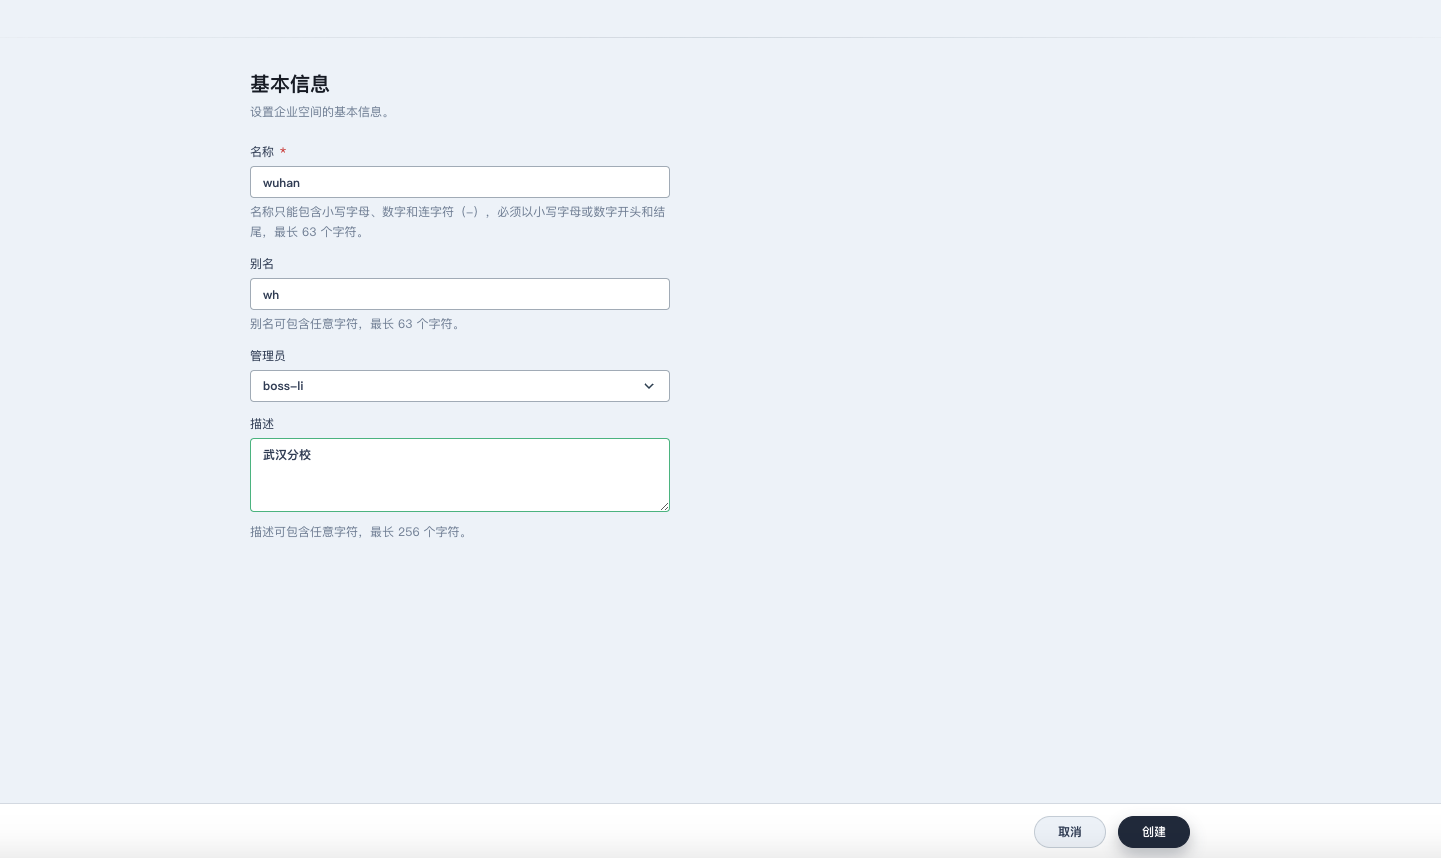 基本信息
设置企业空间的基本信息。
名称 *
wuhan
名称只能包含小写字母、数字和连字符（-），必须以小写字母或数字开头和结
尾，最长 63 个字符。
别名
wh
别名可包含任意字符，最长 63 个字符。
管理员
boss-li
描述
武汉分校
描述可包含任意字符，最长 256 个字符。
取消
创建